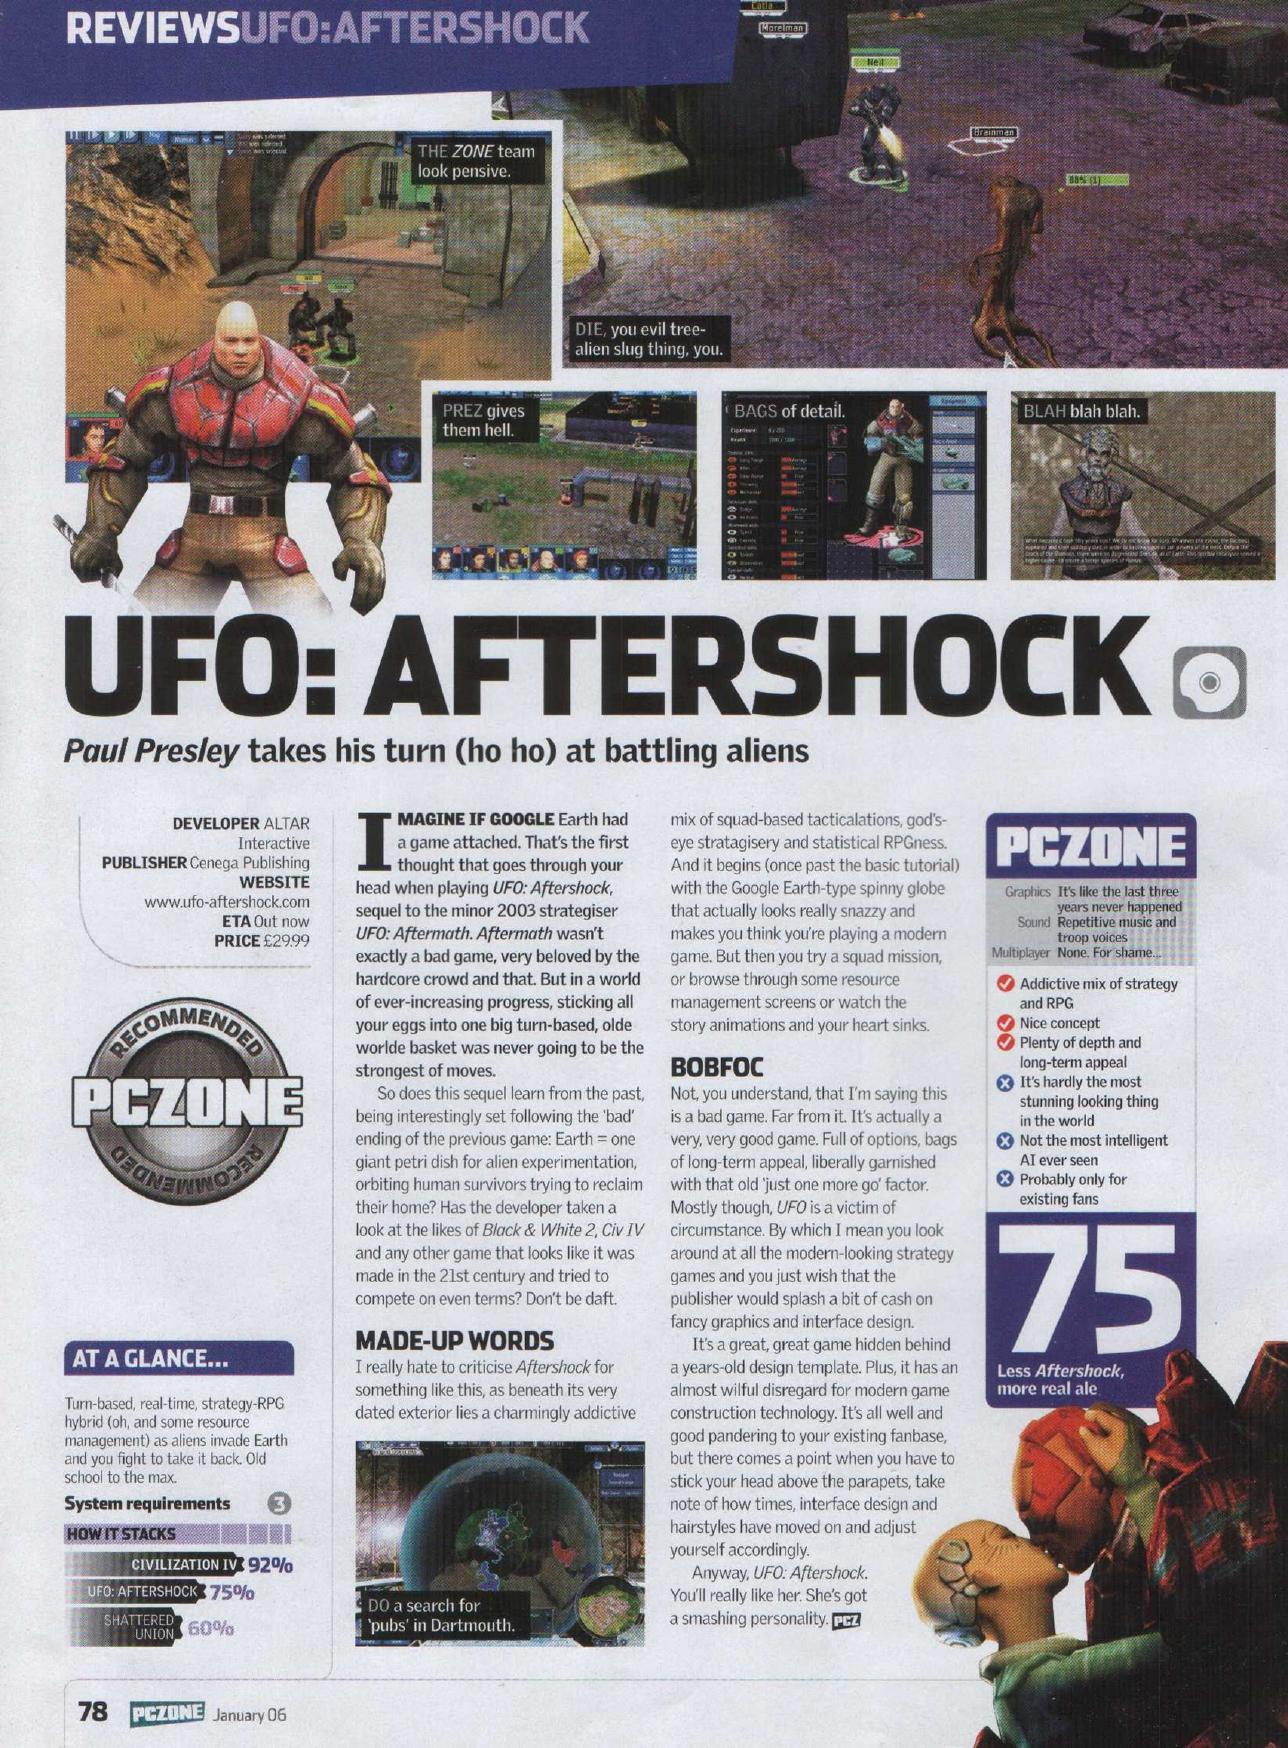 REVIEWSUFO:AFTERSHOCK
Catla
Morelman
Neil
Brainman
88% (1)
THE ZONE team
look pensive.
DIE, you evil tree-
alien slug thing, you.
PREZ gives
them hell.
BAGS of detail.
BLAH blah blah.
UFO: AFTERSHOCK
Paul Presley takes his turn (ho ho) at battling aliens
DEVELOPER ALTAR
Interactive
PUBLISHER Cenega Publishing
WEBSITE
www.ufo-aftershock.com
ETA Out now
PRICE £29.99
RECOMMENDED
PCZONE
RECOMMENDED
AT A GLANCE...
Turn-based, real-time, strategy-RPG
hybrid (oh, and some resource
management) as aliens invade Earth
and you fight to take it back. Old
school to the max.
System requirements 3
HOW IT STACKS
CIVILIZATION IV 92%
UFO: AFTERSHOCK 75%
SHATTERED
UNION 60%
IMAGINE IF GOOGLE Earth had
a game attached. That's the first
thought that goes through your
head when playing UFO: Aftershock,
sequel to the minor 2003 strategiser
UFO: Aftermath. Aftermath wasn't
exactly a bad game, very beloved by the
hardcore crowd and that. But in a world
of ever-increasing progress, sticking all
your eggs into one big turn-based, olde
worlde basket was never going to be the
strongest of moves.
So does this sequel learn from the past,
being interestingly set following the 'bad'
ending of the previous game: Earth = one
giant petri dish for alien experimentation,
orbiting human survivors trying to reclaim
their home? Has the developer taken a
look at the likes of Black & White 2, Civ IV
and any other game that looks like it was
made in the 21st century and tried to
compete on even terms? Don't be daft.
MADE-UP WORDS
I really hate to criticise Aftershock for
something like this, as beneath its very
dated exterior lies a charmingly addictive
DO a search for
'pubs' in Dartmouth.
mix of squad-based tacticalations, god's-
eye stratagisery and statistical RPGness.
And it begins (once past the basic tutorial)
with the Google Earth-type spinny globe
that actually looks really snazzy and
makes you think you're playing a modern
game. But then you try a squad mission,
or browse through some resource
management screens or watch the
story animations and your heart sinks.
BOBFOC
Not, you understand, that I'm saying this
is a bad game. Far from it. It's actually a
very, very good game. Full of options, bags
of long-term appeal, liberally garnished
with that old 'just one more go' factor.
Mostly though, UFO is a victim of
circumstance. By which I mean you look
around at all the modern-looking strategy
games and you just wish that the
publisher would splash a bit of cash on
fancy graphics and interface design.
It's a great, great game hidden behind
a years-old design template. Plus, it has an
almost wilful disregard for modern game
construction technology. It's all well and
good pandering to your existing fanbase,
but there comes a point when you have to
stick your head above the parapets, take
note of how times, interface design and
hairstyles have moved on and adjust
yourself accordingly.
Anyway, UFO: Aftershock.
You'll really like her. She's got
a smashing personality. PCZ
PCZONE
Graphics It's like the last three
years never happened
Sound Repetitive music and
troop voices
Multiplayer None. For shame...
Addictive mix of strategy
and RPG
Nice concept
Plenty of depth and
long-term appeal
It's hardly the most
stunning looking thing
in the world
Not the most intelligent
AI ever seen
Probably only for
existing fans
75
Less Aftershock,
more real ale
78 PCZONE January 06